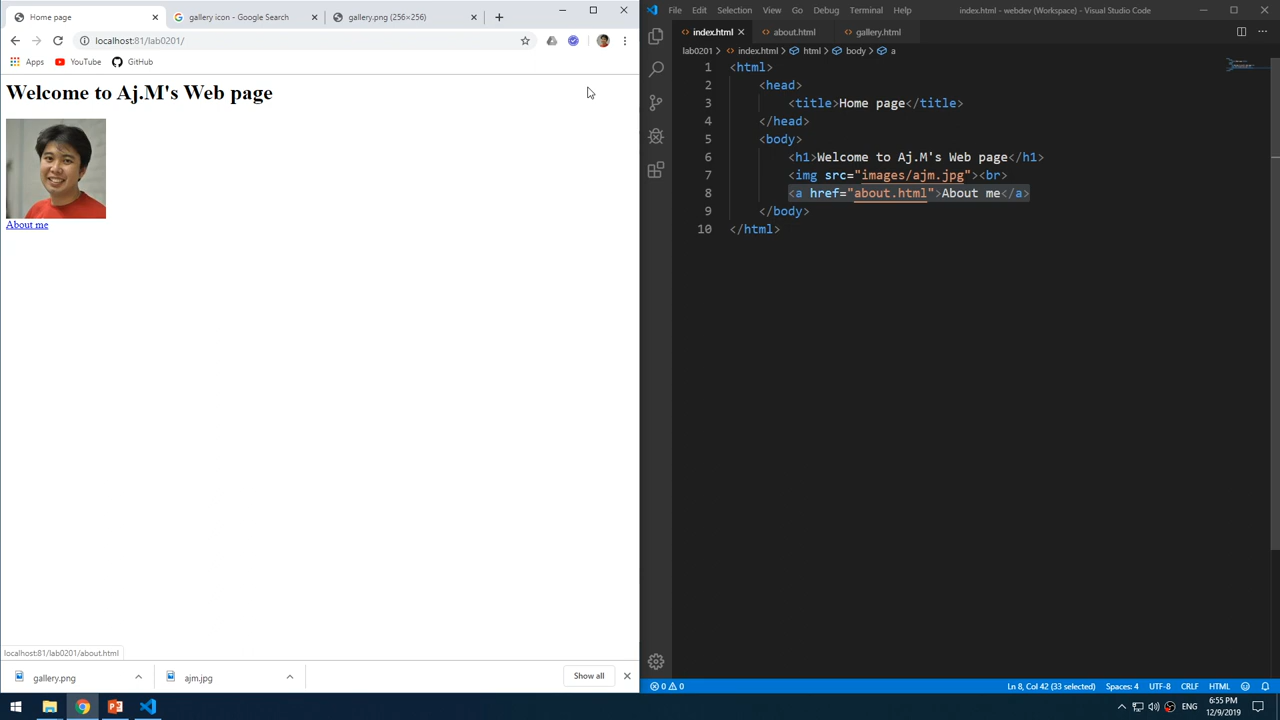 Home page
gallery icon - Google Search
gallery.png (256×256)
localhost:81/lab0201/
Apps
YouTube
GitHub
Welcome to Aj.M's Web page
About me
localhost:81/lab0201/about.html
gallery.png
ajm.jpg
Show all
File Edit Selection View Go Debug Terminal Help
index.html - webdev (Workspace) - Visual Studio Code
index.html
about.html
gallery.html
lab0201 > index.html > html > body > a
1 <html>
2 <head>
3 <title>Home page</title>
4 </head>
5 <body>
6 <h1>Welcome to Aj.M's Web page</h1>
7 <img src="images/ajm.jpg"><br>
8 <a href="about.html">About me</a>
9 </body>
10 </html>
0 0 Ln 8, Col 42 (33 selected) Spaces: 4 UTF-8 CRLF HTML
ENG
6:55 PM
12/9/2019